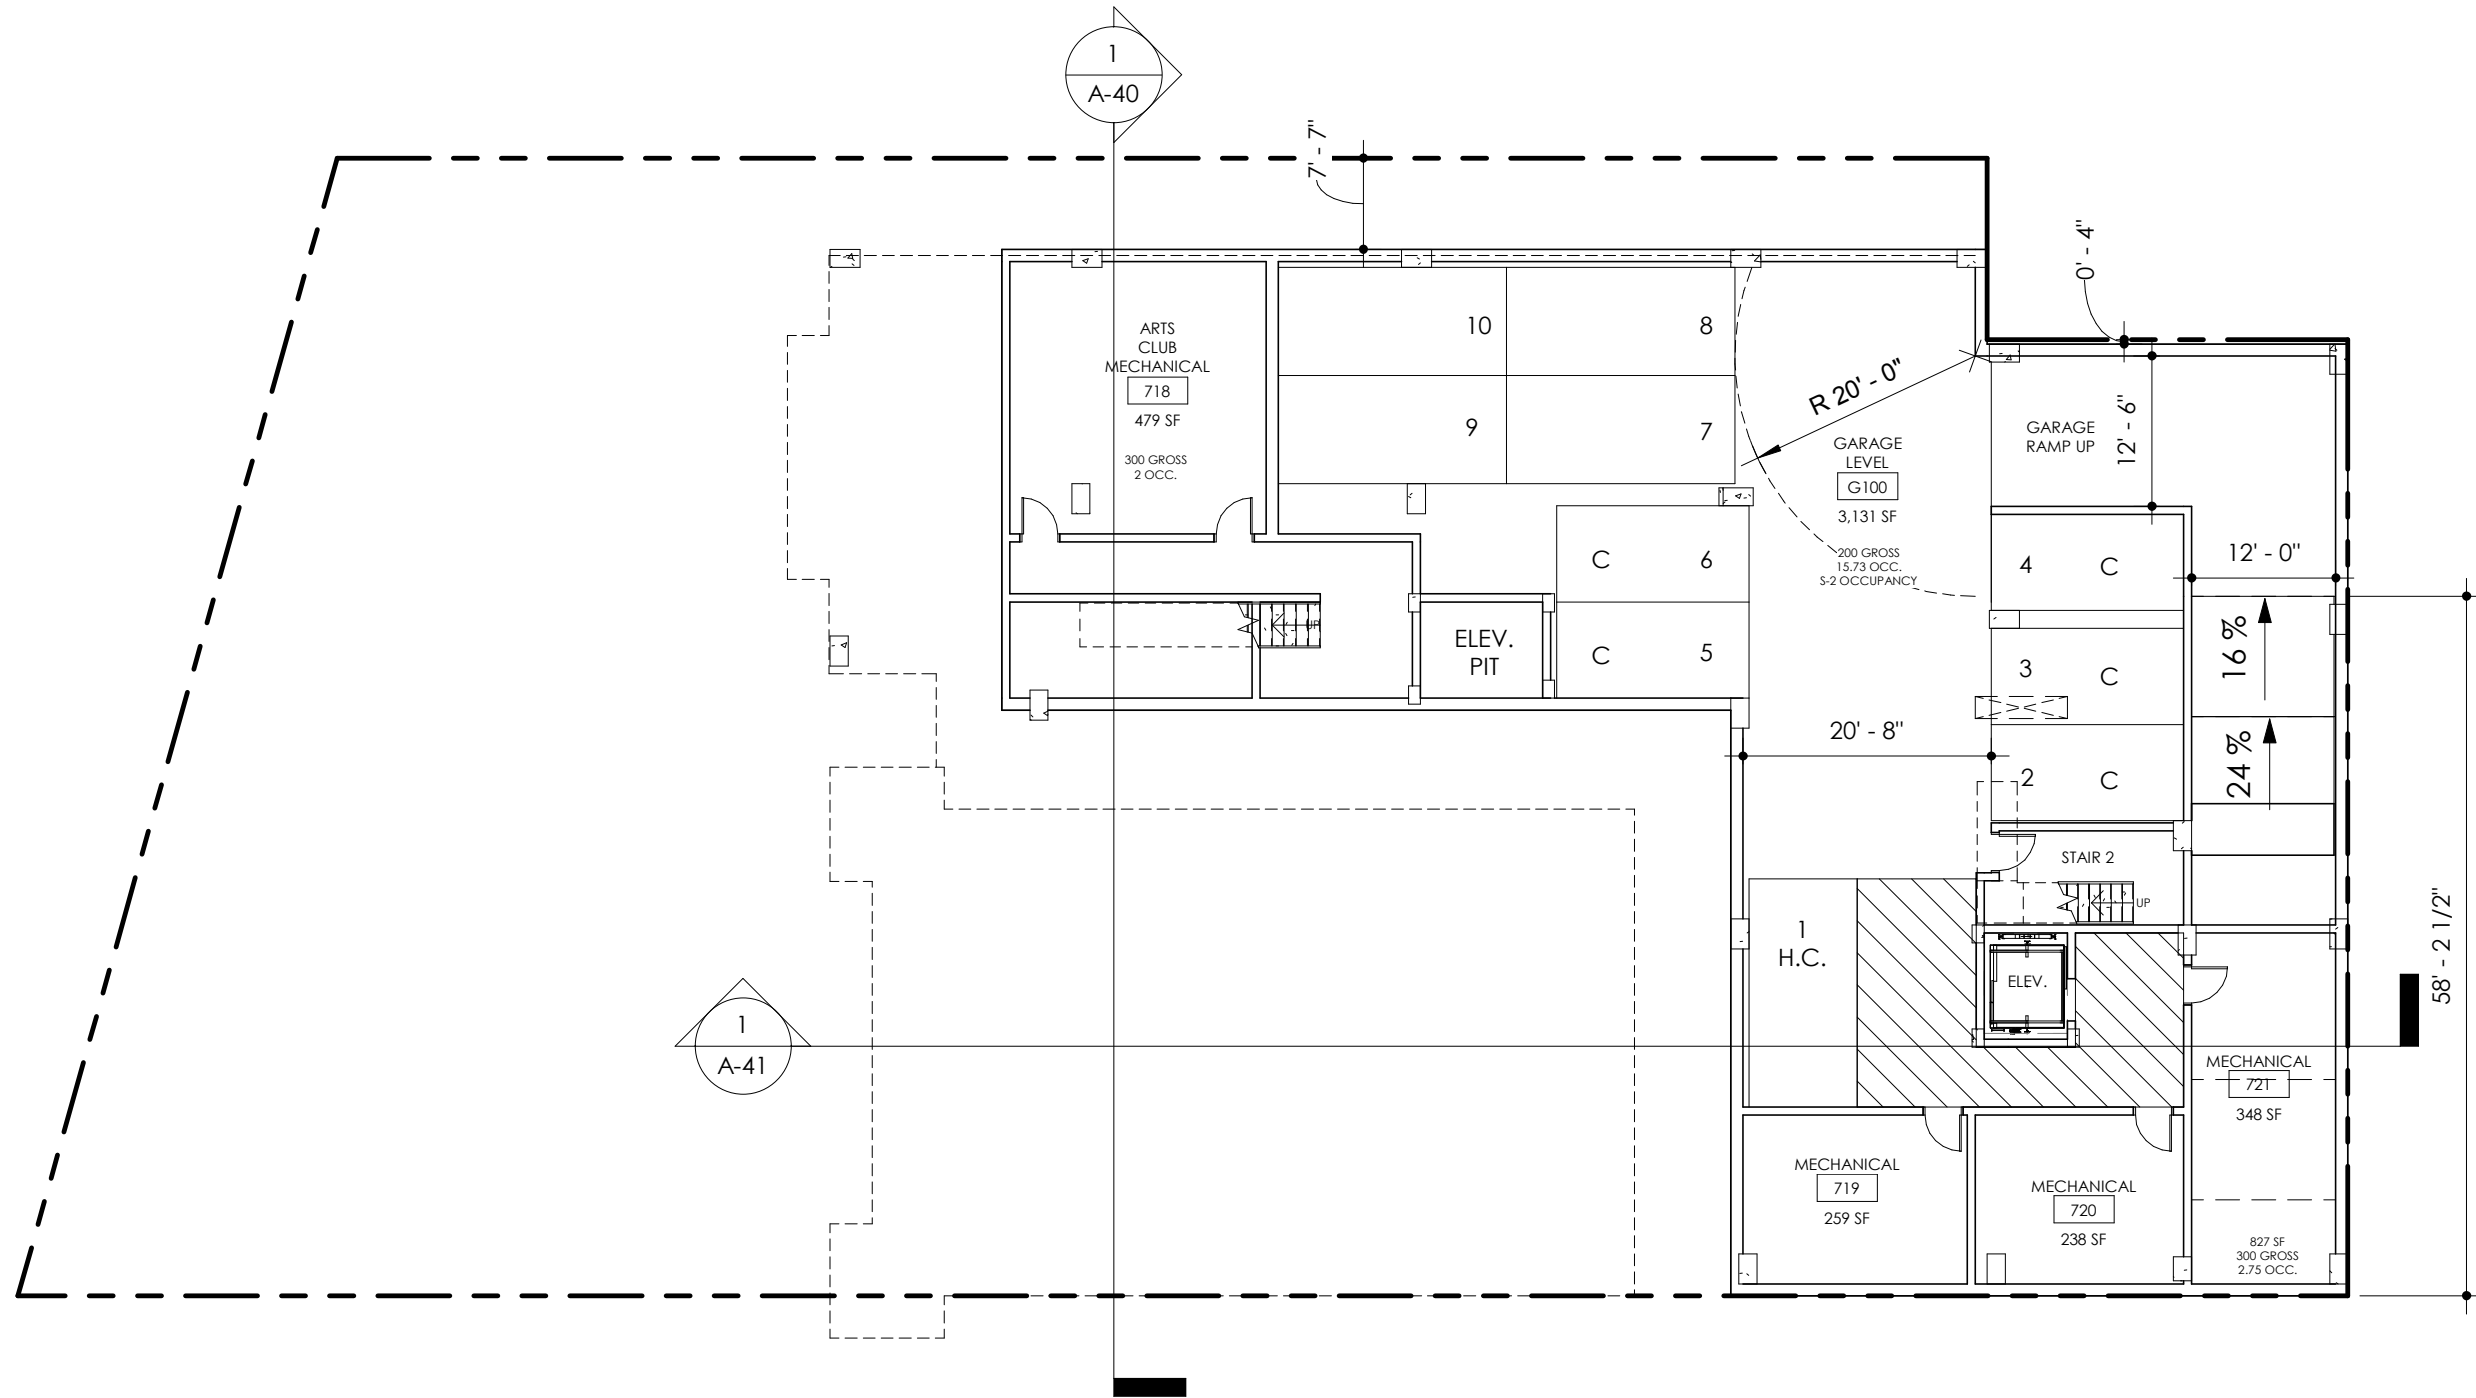 1
A-40
7' - 7"
0' - 4"
ARTS
CLUB
MECHANICAL
718
479 SF
300 GROSS
2 OCC.
10
8
9
7
R 20' - 0"
GARAGE
LEVEL
G100
3,131 SF
200 GROSS
15.73 OCC.
S-2 OCCUPANCY
GARAGE
RAMP UP
12' - 6"
12' - 0"
C 6
C 5
4 C
3 C
2 C
UP
ELEV.
PIT
16 %
24 %
20' - 8"
STAIR 2
UP
58' - 2 1/2"
1
H.C.
ELEV.
1
A-41
MECHANICAL
721
348 SF
MECHANICAL
719
259 SF
MECHANICAL
720
238 SF
827 SF
300 GROSS
2.75 OCC.